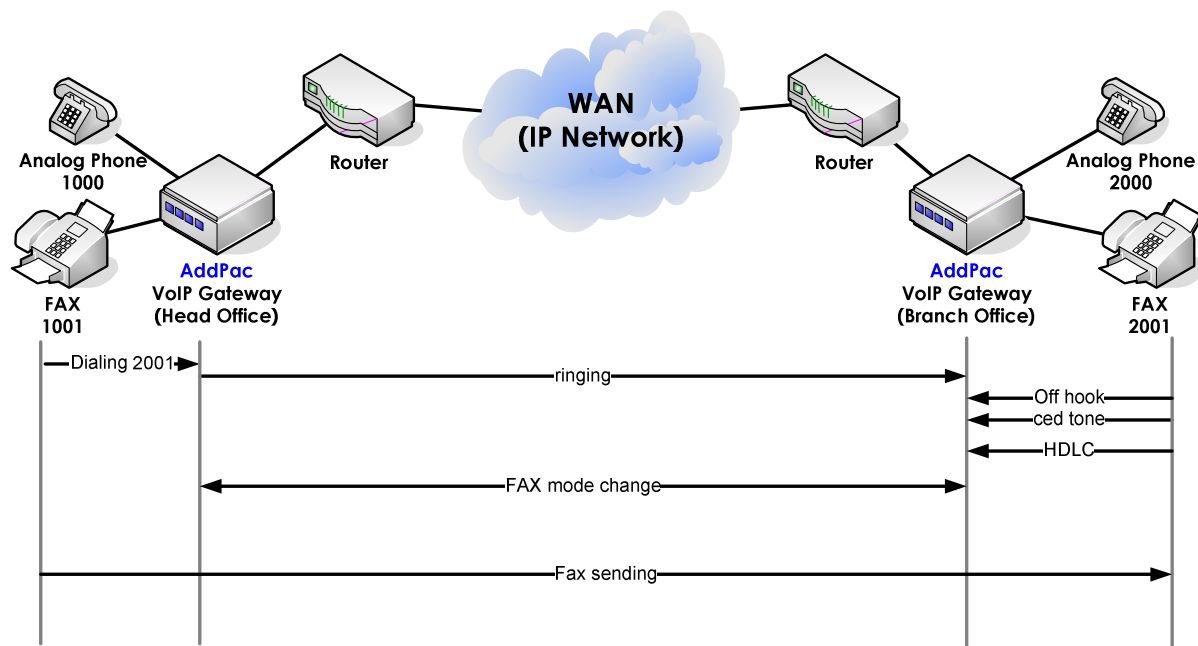 WAN
(IP Network)
Router
Router
Analog Phone
1000
Analog Phone
2000
FAX
1001
AddPac
VoIP Gateway
(Head Office)
AddPac
VoIP Gateway
(Branch Office)
FAX
2001
Dialing 2001
ringing
Off hook
ced tone
HDLC
FAX mode change
Fax sending